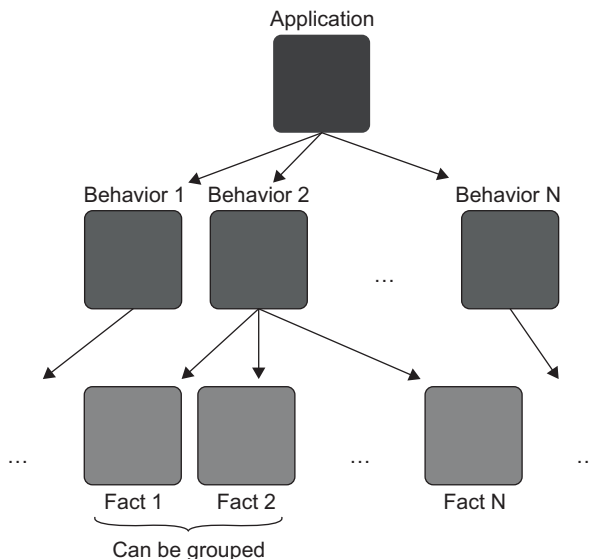 Application
Behavior 1 Behavior 2 Behavior N
…
… … ..
Fact 1 Fact 2 Fact N
Can be grouped